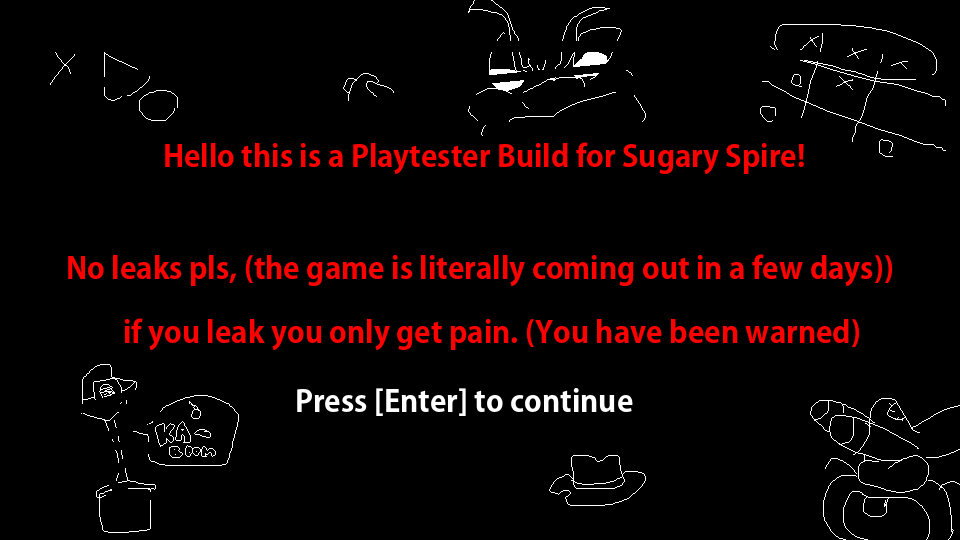 Hello this is a Playtester Build for Sugary Spire!
No leaks pls, (the game is literally coming out in a few days))
if you leak you only get pain. (You have been warned)
Press [Enter] to continue
KA-
BOOM